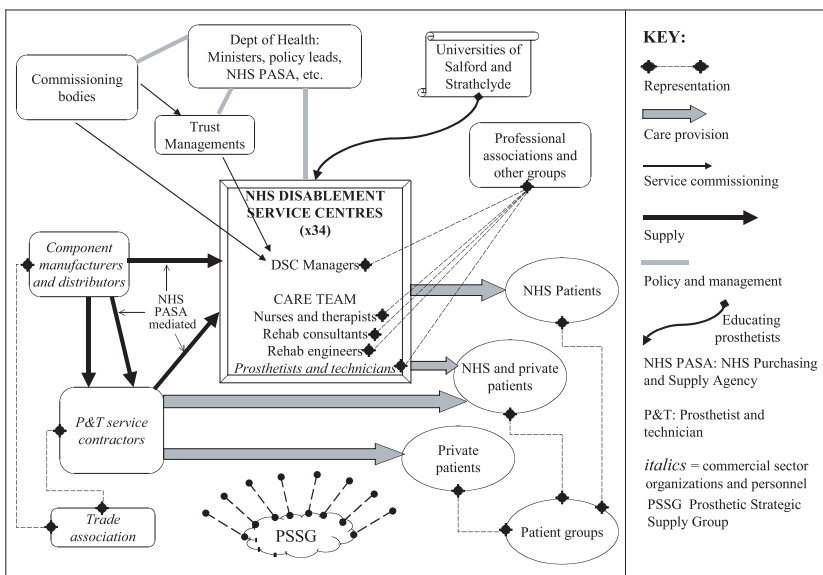 Commissioning
bodies
Dept of Health:
Ministers, policy leads,
NHS PASA, etc.
Universities of
Salford and
Strathclyde
Trust
Managements
Professional
associations and
other groups
NHS DISABLEMENT
SERVICE CENTRES
(x34)
DSC Managers
CARE TEAM
Nurses and therapists
Rehab consultants
Rehab engineers
Prosthetists and technicians
Component
manufacturers
and distributors
NHS
PASA
mediated
P&T service
contractors
Trade
association
NHS Patients
NHS and private
patients
Private
patients
PSSG
Patient groups
KEY:
Representation
Care provision
Service commissioning
Supply
Policy and management
Educating
prosthetists
NHS PASA: NHS Purchasing
and Supply Agency
P&T: Prosthetist and
technician
italics = commercial sector
organizations and personnel
PSSG Prosthetic Strategic
Supply Group